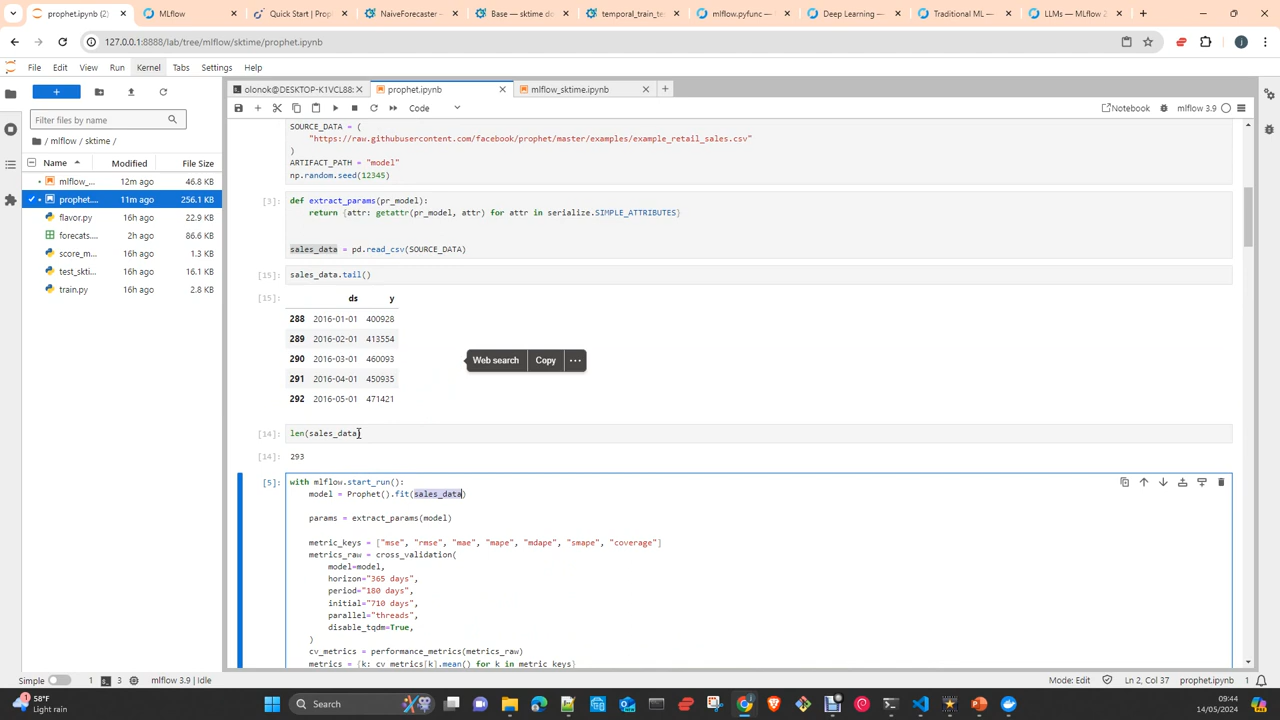 prophet.ipynb (2)
MLflow
Quick Start | Prop
NaiveForecaster —
Base — sktime do
temporal_train_te
mlflow.pyfunc —
Deep Learning —
Traditional ML —
LLMs — MLflow 2
127.0.0.1:8888/lab/tree/mlflow/sktime/prophet.ipynb
File Edit View Run Kernel Tabs Settings Help
olonok@DESKTOP-K1VCL88:
prophet.ipynb
mlflow_sktime.ipynb
Code
Notebook
mlflow 3.9
Filter files by name
/ mlflow / sktime /
Name Modified File Size
mlflow_... 12m ago 46.8 KB
prophet.... 11m ago 256.1 KB
flavor.py 16h ago 22.9 KB
forecats.... 2h ago 86.6 KB
score_m... 16h ago 1.3 KB
test_skti... 16h ago 16.1 KB
train.py 16h ago 2.8 KB
SOURCE_DATA = (
"https://raw.githubusercontent.com/facebook/prophet/master/examples/example_retail_sales.csv"
)
ARTIFACT_PATH = "model"
np.random.seed(12345)
[3]: def extract_params(pr_model):
return {attr: getattr(pr_model, attr) for attr in serialize.SIMPLE_ATTRIBUTES}
sales_data = pd.read_csv(SOURCE_DATA)
[15]: sales_data.tail()
[15]: ds y
288 2016-01-01 400928
289 2016-02-01 413554
290 2016-03-01 460093
291 2016-04-01 450935
292 2016-05-01 471421
Web search Copy ...
[14]: len(sales_data)
[14]: 293
[5]: with mlflow.start_run():
model = Prophet().fit(sales_data)
params = extract_params(model)
metric_keys = ["mse", "rmse", "mae", "mape", "mdape", "smape", "coverage"]
metrics_raw = cross_validation(
model=model,
horizon="365 days",
period="180 days",
initial="710 days",
parallel="threads",
disable_tqdm=True,
)
cv_metrics = performance_metrics(metrics_raw)
metrics = {k: cv_metrics[k].mean() for k in metric_keys}
Simple 1 3 mlflow 3.9 | Idle
Mode: Edit Ln 2, Col 37 prophet.ipynb 1
58°F
Light rain
Search
09:44
14/05/2024